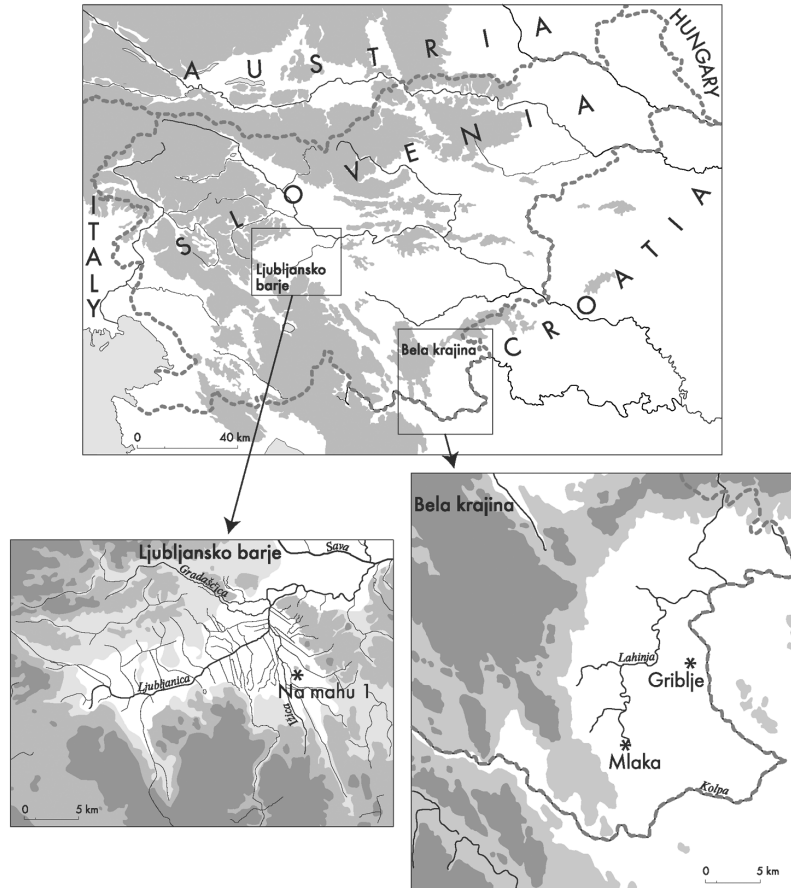 AUSTRIA
HUNGARY
SLOVENIA
ITALY
CROATIA
Ljubljansko
barje
Bela krajina
0 40 km
Ljubljansko barje
Sava
Gradaščica
Ljubljanica
Na mahu 1
Išica
0 5 km
Bela krajina
Lahinja
Griblje
Mlaka
Kolpa
0 5 km